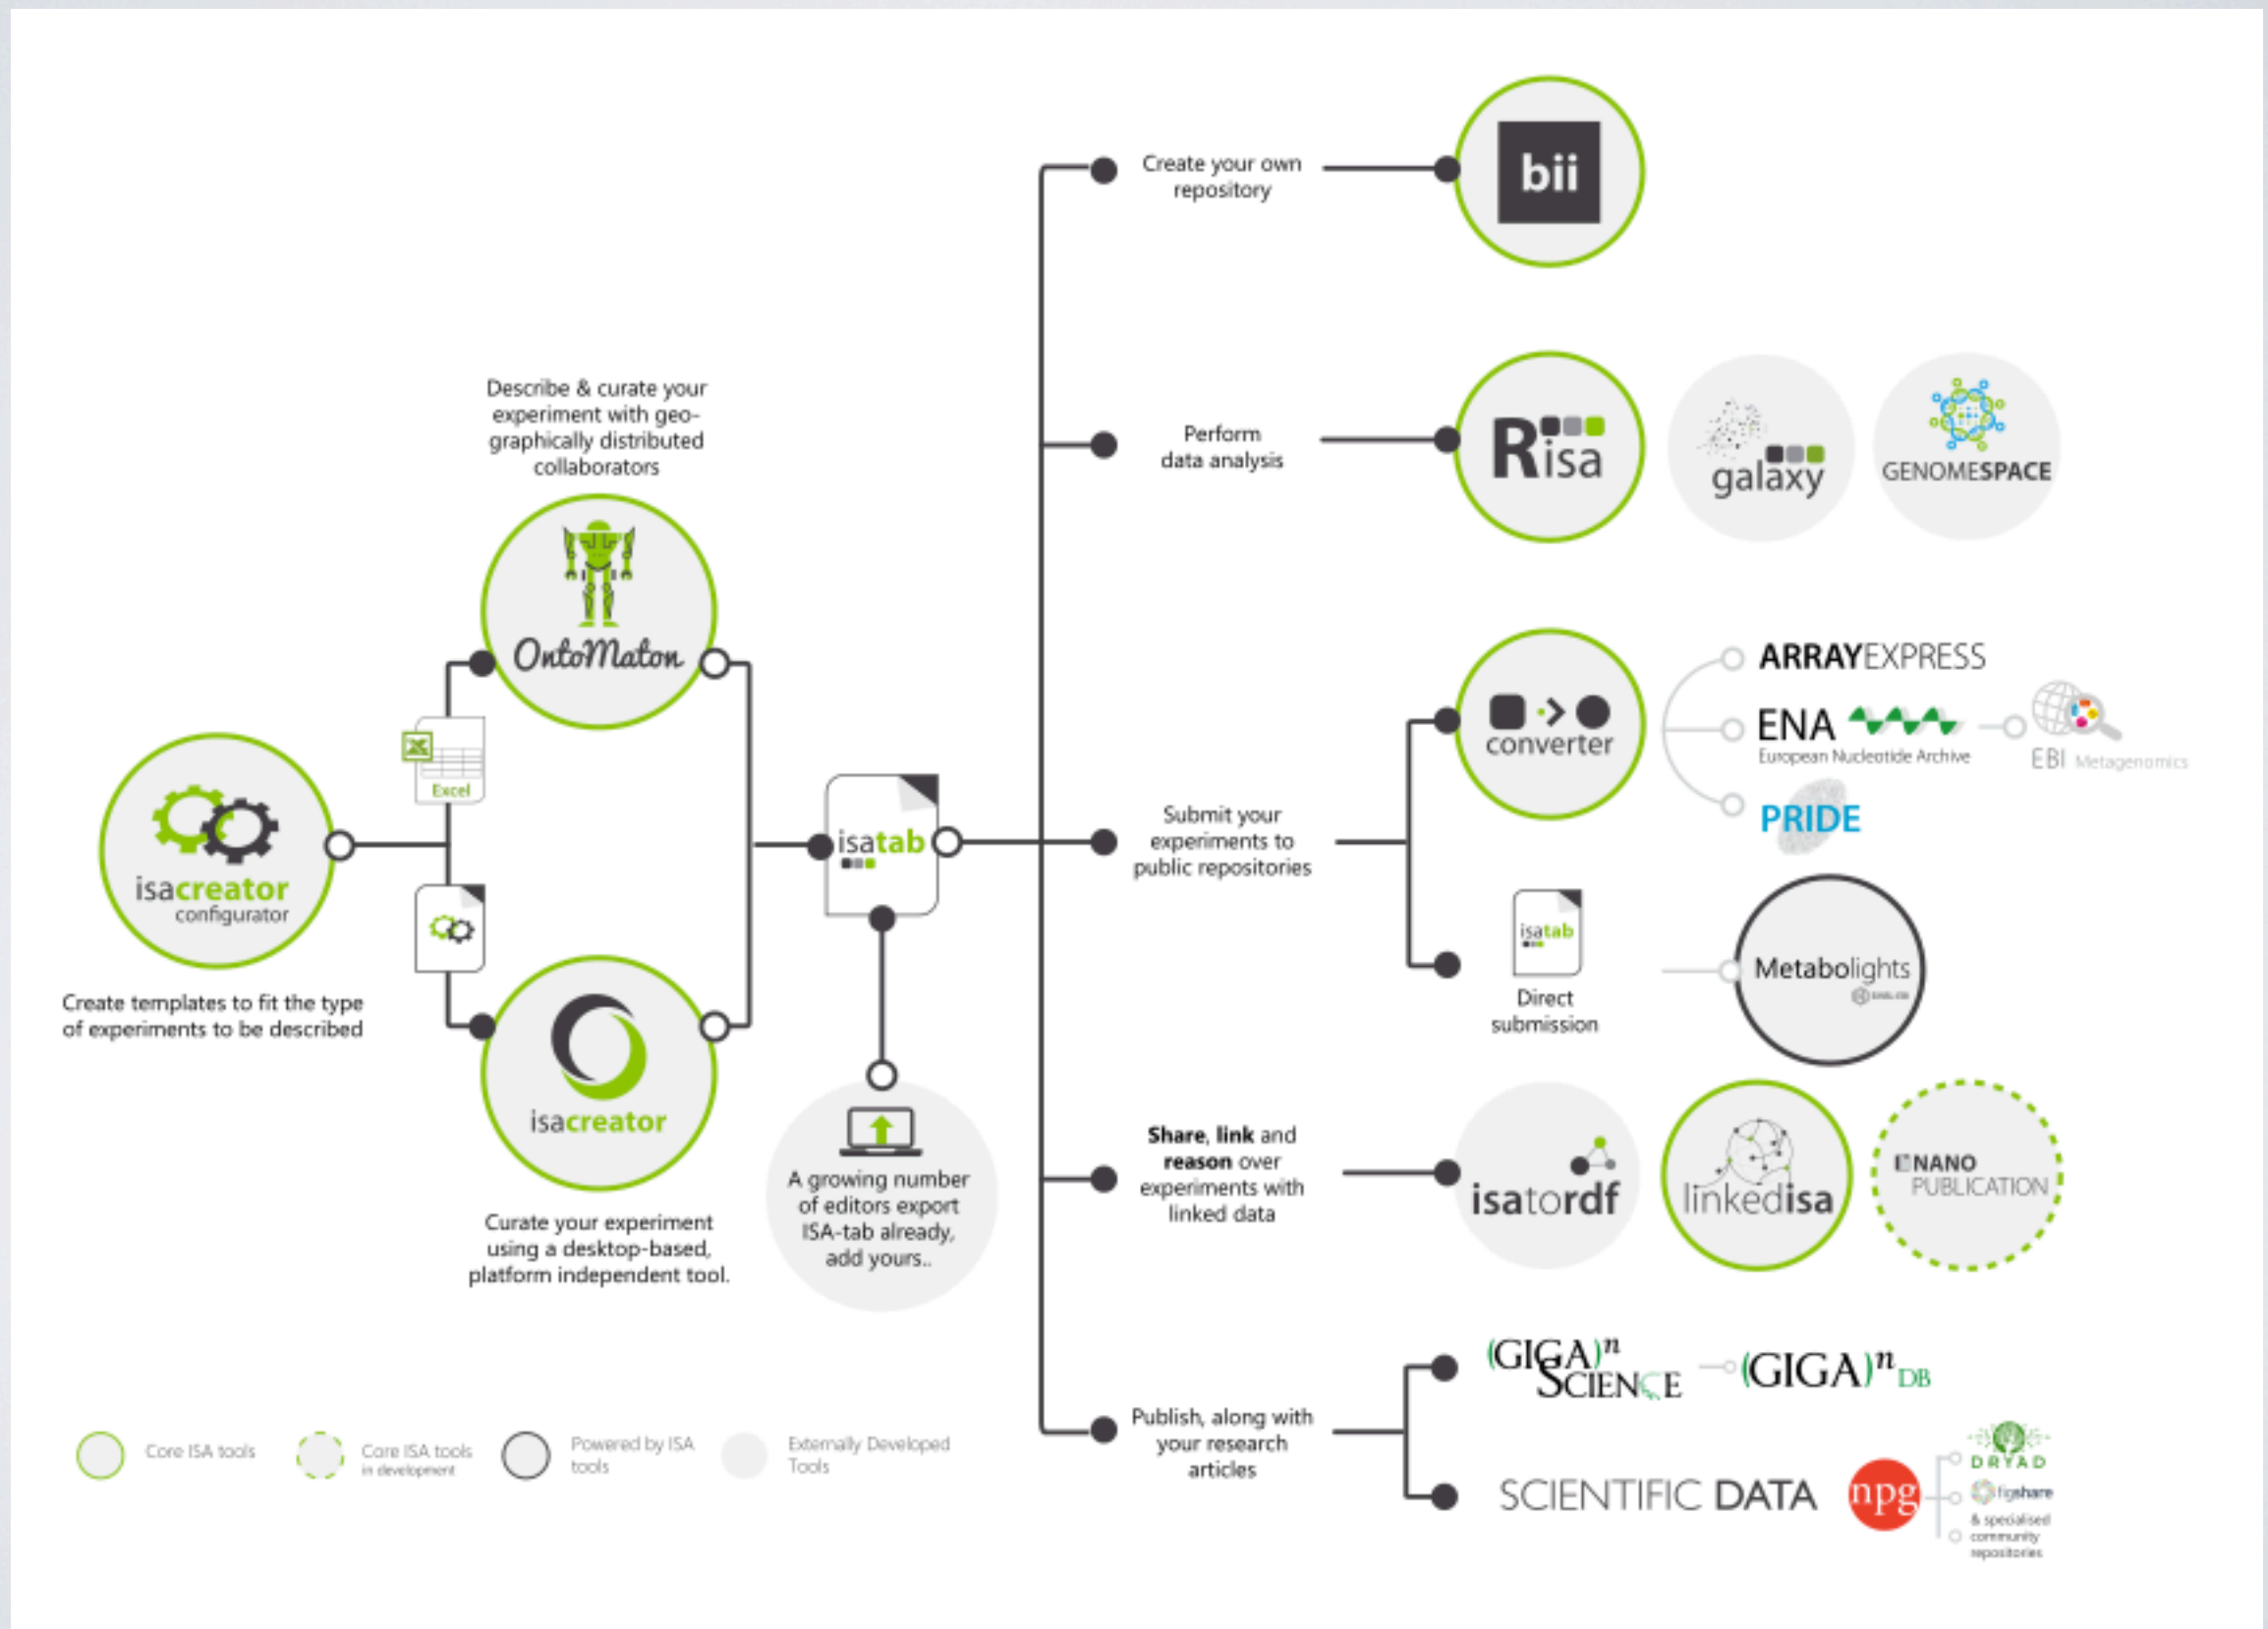 Describe & curate your
experiment with geo-
graphically distributed
collaborators
OntoMaton
Excel
isacreator
configurator
Create templates to fit the type
of experiments to be described
isacreator
Curate your experiment
using a desktop-based,
platform independent tool.
isatab
A growing number
of editors export
ISA-tab already,
add yours..
Create your own
repository
bii
Perform
data analysis
Risa
galaxy
GENOMESPACE
Submit your
experiments to
public repositories
converter
ARRAYEXPRESS
ENA
European Nucleotide Archive
EBI Metagenomics
PRIDE
isatab
Direct
submission
Metabolights
Share, link and
reason over
experiments with
linked data
isatordf
linkedisa
NANO
PUBLICATION
Publish, along with
your research
articles
(GIGA)n
SCIENCE
(GIGA)n DB
SCIENTIFIC DATA
npg
DRYAD
figshare
& specialised
community
repositories
Core ISA tools
Core ISA tools
in development
Powered by ISA
tools
Externally Developed
Tools